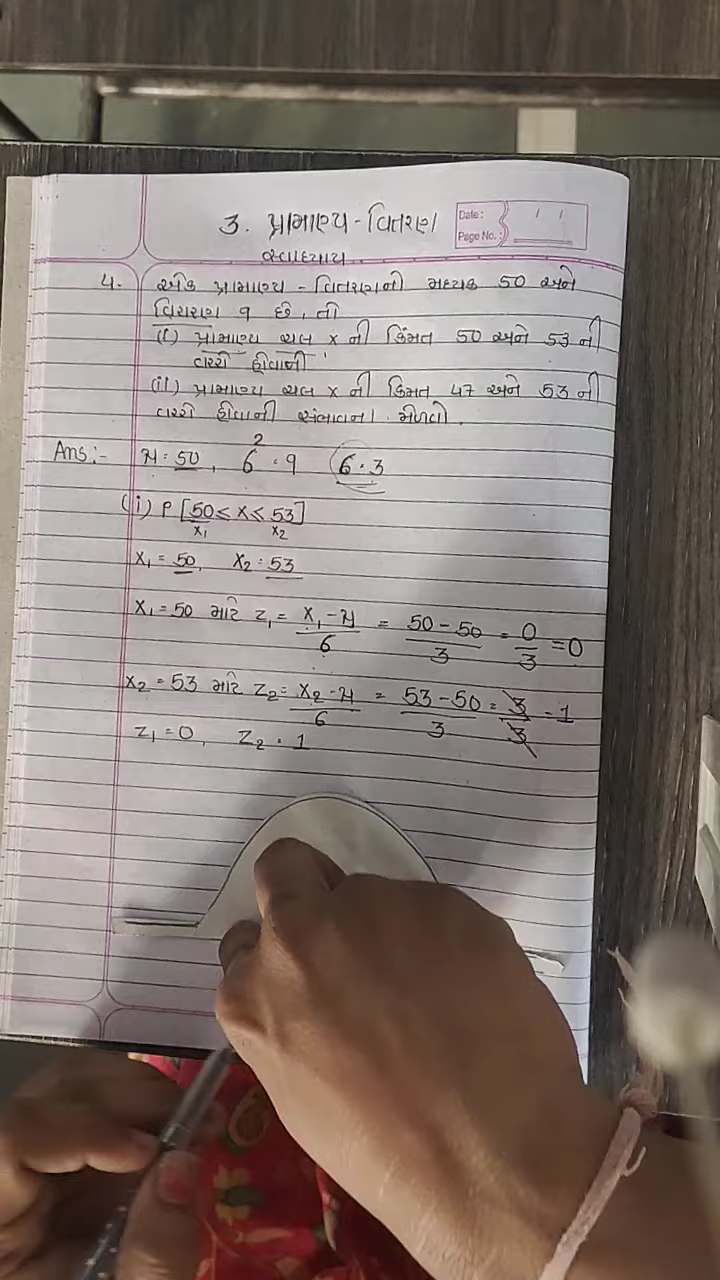 3. પ્રામાણ્ય - વિતરણ
Date : / /
Page No. :
સ્વાધ્યાય
4. એક પ્રામાણ્ય - વિતરણનો મધ્યક 50 અને
વિચરણ 9 છે, તો
(i) પ્રામાણ્ય ચલ x ની કિંમત 50 અને 53 ની
વચ્ચે હોવાની
(ii) પ્રામાણ્ય ચલ x ની કિંમત 47 અને 53 ની
વચ્ચે હોવાની સંભાવના મેળવો.
Ans:- μ = 50, σ² = 9 σ = 3
(i) P [50 ≤ x ≤ 53]
x₁ x₂
x₁ = 50, x₂ = 53
x₁ = 50 માટે z₁ = x₁ - μ / σ = 50 - 50 / 3 = 0 / 3 = 0
x₂ = 53 માટે z₂ = x₂ - μ / σ = 53 - 50 / 3 = 3 / 3 = 1
z₁ = 0, z₂ = 1